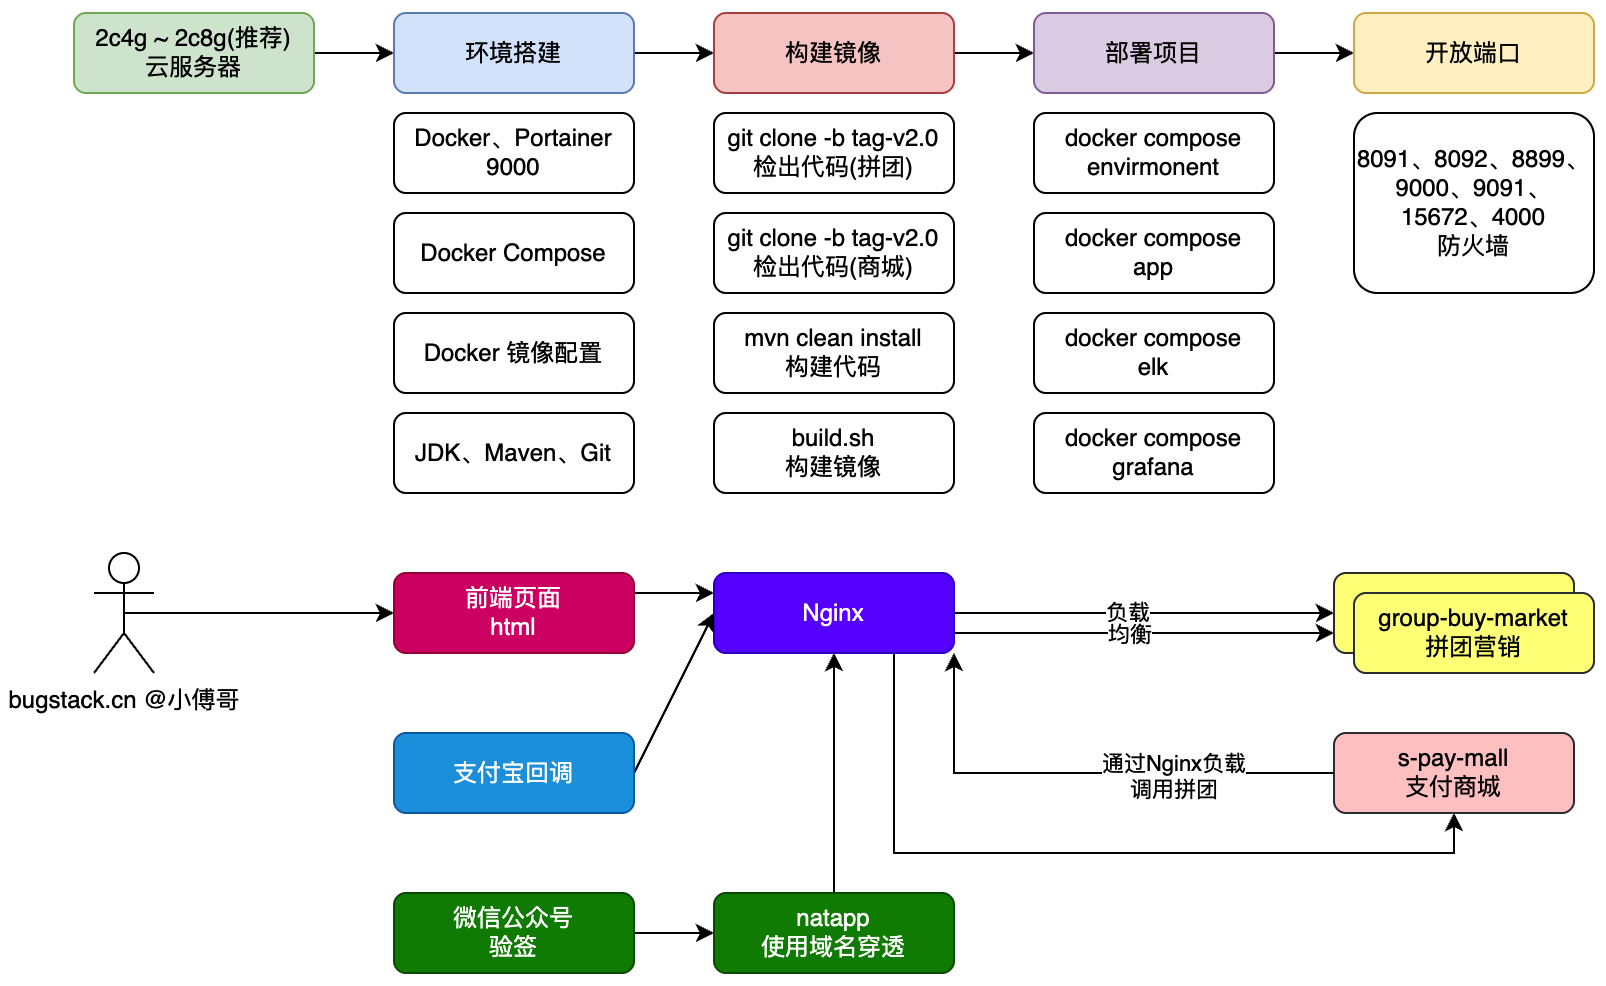 2c4g ~ 2c8g(推荐)
云服务器
环境搭建
构建镜像
部署项目
开放端口
Docker、Portainer
9000
git clone -b tag-v2.0
检出代码(拼团)
docker compose
envirmonent
8091、8092、8899、
9000、9091、
15672、4000
防火墙
Docker Compose
git clone -b tag-v2.0
检出代码(商城)
docker compose
app
Docker 镜像配置
mvn clean install
构建代码
docker compose
elk
JDK、Maven、Git
build.sh
构建镜像
docker compose
grafana
bugstack.cn @小傅哥
前端页面
html
Nginx
负载
均衡
group-buy-market
拼团营销
支付宝回调
通过Nginx负载
调用拼团
s-pay-mall
支付商城
微信公众号
验签
natapp
使用域名穿透